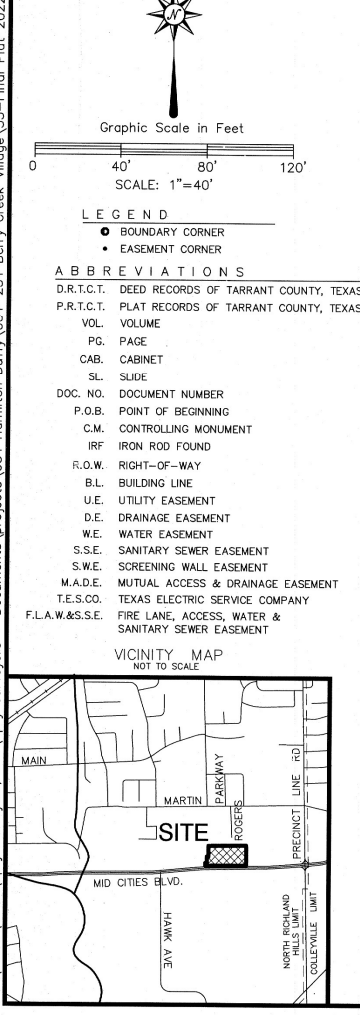 N
Graphic Scale in Feet
0 40' 80' 120'
SCALE: 1"=40'
LEGEND
BOUNDARY CORNER
EASEMENT CORNER
ABBREVIATIONS
D.R.T.C.T. DEED RECORDS OF TARRANT COUNTY, TEXAS
P.R.T.C.T. PLAT RECORDS OF TARRANT COUNTY, TEXAS
VOL. VOLUME
PG. PAGE
CAB. CABINET
SL. SLIDE
DOC. NO. DOCUMENT NUMBER
P.O.B. POINT OF BEGINNING
C.M. CONTROLLING MONUMENT
IRF IRON ROD FOUND
R.O.W. RIGHT-OF-WAY
B.L. BUILDING LINE
U.E. UTILITY EASEMENT
D.E. DRAINAGE EASEMENT
W.E. WATER EASEMENT
S.S.E. SANITARY SEWER EASEMENT
S.W.E. SCREENING WALL EASEMENT
M.A.D.E. MUTUAL ACCESS & DRAINAGE EASEMENT
T.E.S.CO. TEXAS ELECTRIC SERVICE COMPANY
F.L.A.W.&S.S.E. FIRE LANE, ACCESS, WATER &
SANITARY SEWER EASEMENT
VICINITY MAP
NOT TO SCALE
MAIN
PARKWAY
PRECINCT LINE RD
MARTIN
ROGERS
SITE
MID CITIES BLVD.
HAWK AVE
NORTH RICHLAND
HILLS LIMIT
COLLEYVILLE LIMIT